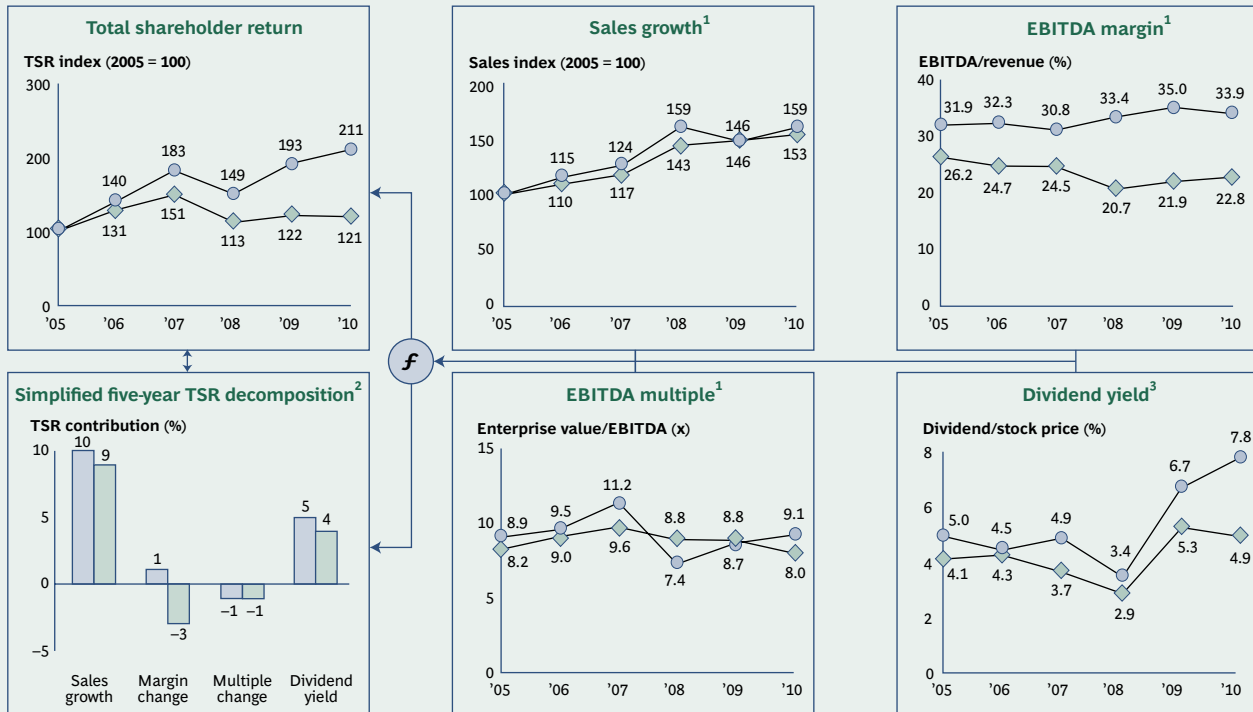 Total shareholder return
TSR index (2005 = 100)
300
200
100
0
140
183
149
193
211
131
151
113
122
121
'05 '06 '07 '08 '09 '10
Sales growth1
Sales index (2005 = 100)
200
150
100
50
0
115
124
159
146
159
110
117
143
146
153
'05 '06 '07 '08 '09 '10
EBITDA margin1
EBITDA/revenue (%)
40
30
20
10
0
31.9 32.3 30.8 33.4 35.0 33.9
26.2 24.7 24.5 20.7 21.9 22.8
'05 '06 '07 '08 '09 '10
f
Simplified five-year TSR decomposition2
TSR contribution (%)
10
5
0
–5
10
9
1
–3
–1 –1
5
4
Sales
growth
Margin
change
Multiple
change
Dividend
yield
EBITDA multiple1
Enterprise value/EBITDA (x)
15
10
5
0
8.9 9.5 11.2 8.8 8.8 9.1
8.2 9.0 9.6 7.4 8.7 8.0
'05 '06 '07 '08 '09 '10
Dividend yield3
Dividend/stock price (%)
8
6
4
2
0
5.0 4.5 4.9 3.4 6.7 7.8
4.1 4.3 3.7 2.9 5.3 4.9
'05 '06 '07 '08 '09 '10